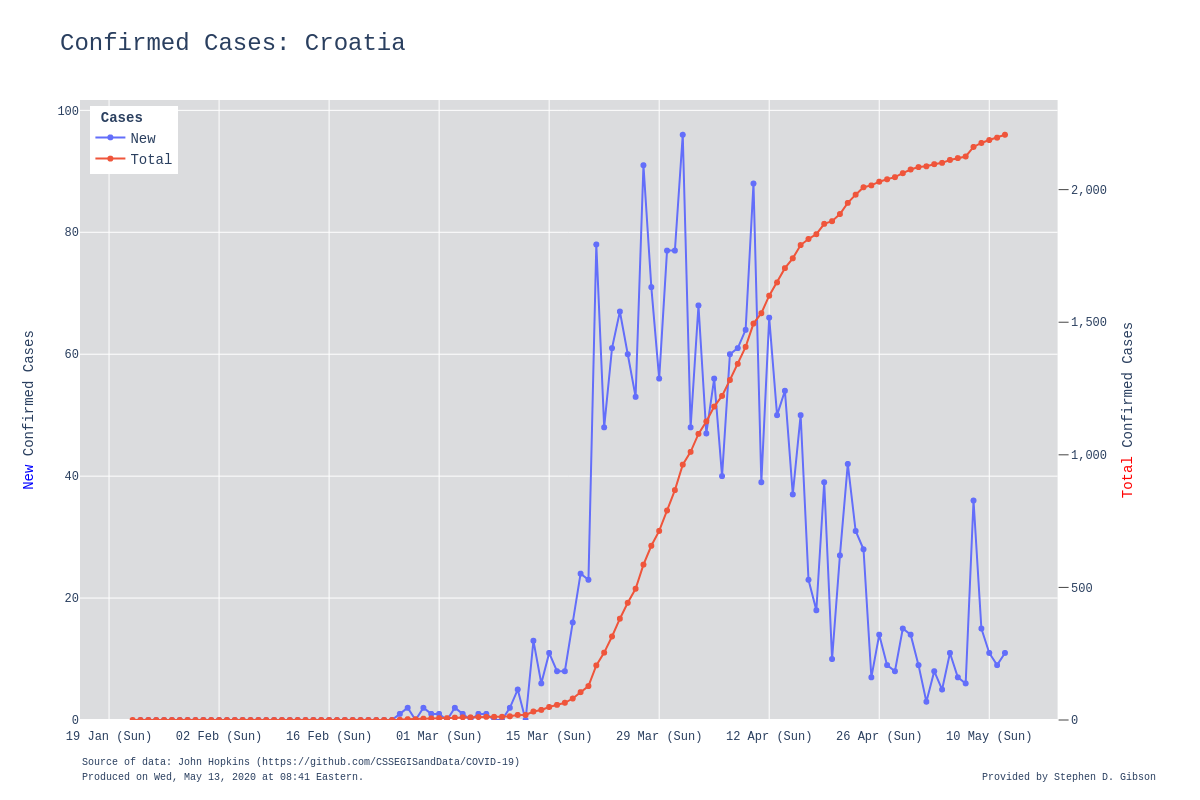 Confirmed Cases: Croatia
Cases
New
Total
100
80
60
40
20
0
New Confirmed Cases
2,000
1,500
1,000
500
0
Total Confirmed Cases
19 Jan (Sun) 02 Feb (Sun) 16 Feb (Sun) 01 Mar (Sun) 15 Mar (Sun) 29 Mar (Sun) 12 Apr (Sun) 26 Apr (Sun) 10 May (Sun)
Source of data: John Hopkins (https://github.com/CSSEGISandData/COVID-19)
Produced on Wed, May 13, 2020 at 08:41 Eastern.
Provided by Stephen D. Gibson